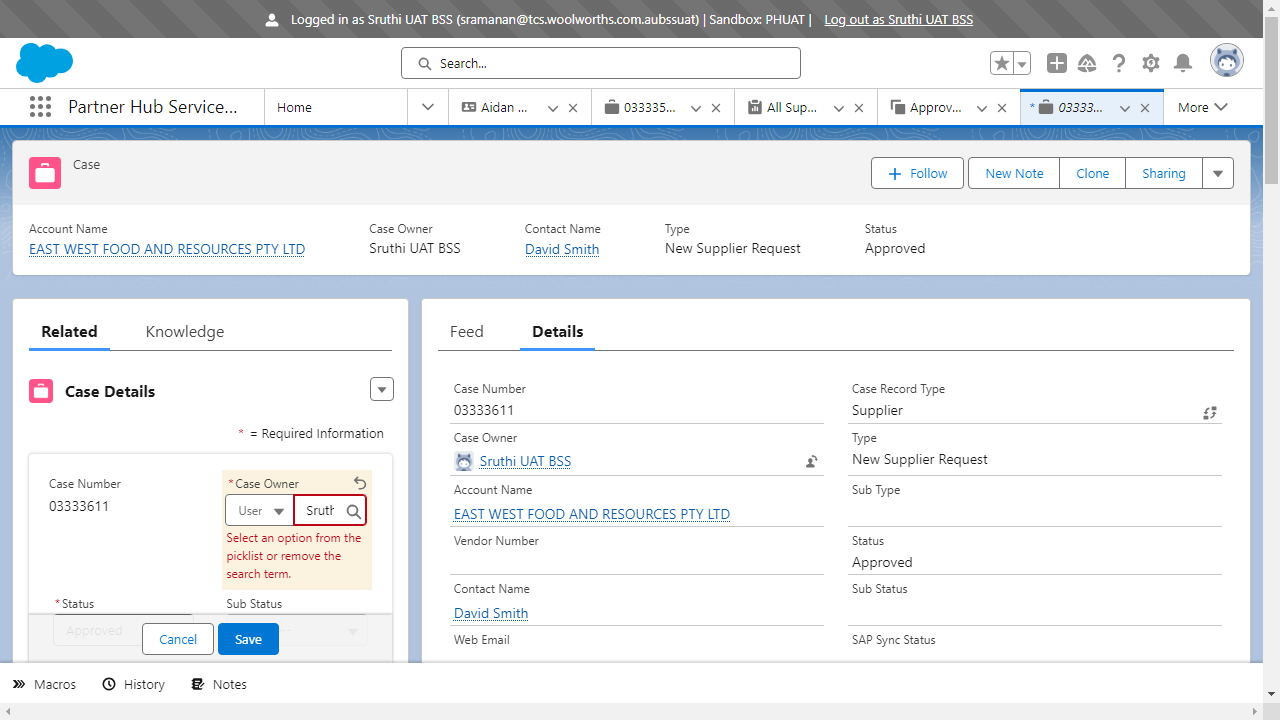 Logged in as Sruthi UAT BSS (sramanan@tcs.woolworths.com.aubssuat) | Sandbox: PHUAT | Log out as Sruthi UAT BSS
Search...
Partner Hub Service...
Home
Aidan ...
033335...
All Sup...
Approv...
* 03333...
More
Case
Follow
New Note
Clone
Sharing
Account Name
EAST WEST FOOD AND RESOURCES PTY LTD
Case Owner
Sruthi UAT BSS
Contact Name
David Smith
Type
New Supplier Request
Status
Approved
Related
Knowledge
Case Details
* = Required Information
Case Number
03333611
*Case Owner
User
Sruth
Select an option from the
picklist or remove the
search term.
*Status
Approved
Sub Status
Cancel
Save
Feed
Details
Case Number
03333611
Case Record Type
Supplier
Case Owner
Sruthi UAT BSS
Type
New Supplier Request
Account Name
EAST WEST FOOD AND RESOURCES PTY LTD
Sub Type
Vendor Number
Status
Approved
Contact Name
David Smith
Sub Status
Web Email
SAP Sync Status
Macros
History
Notes